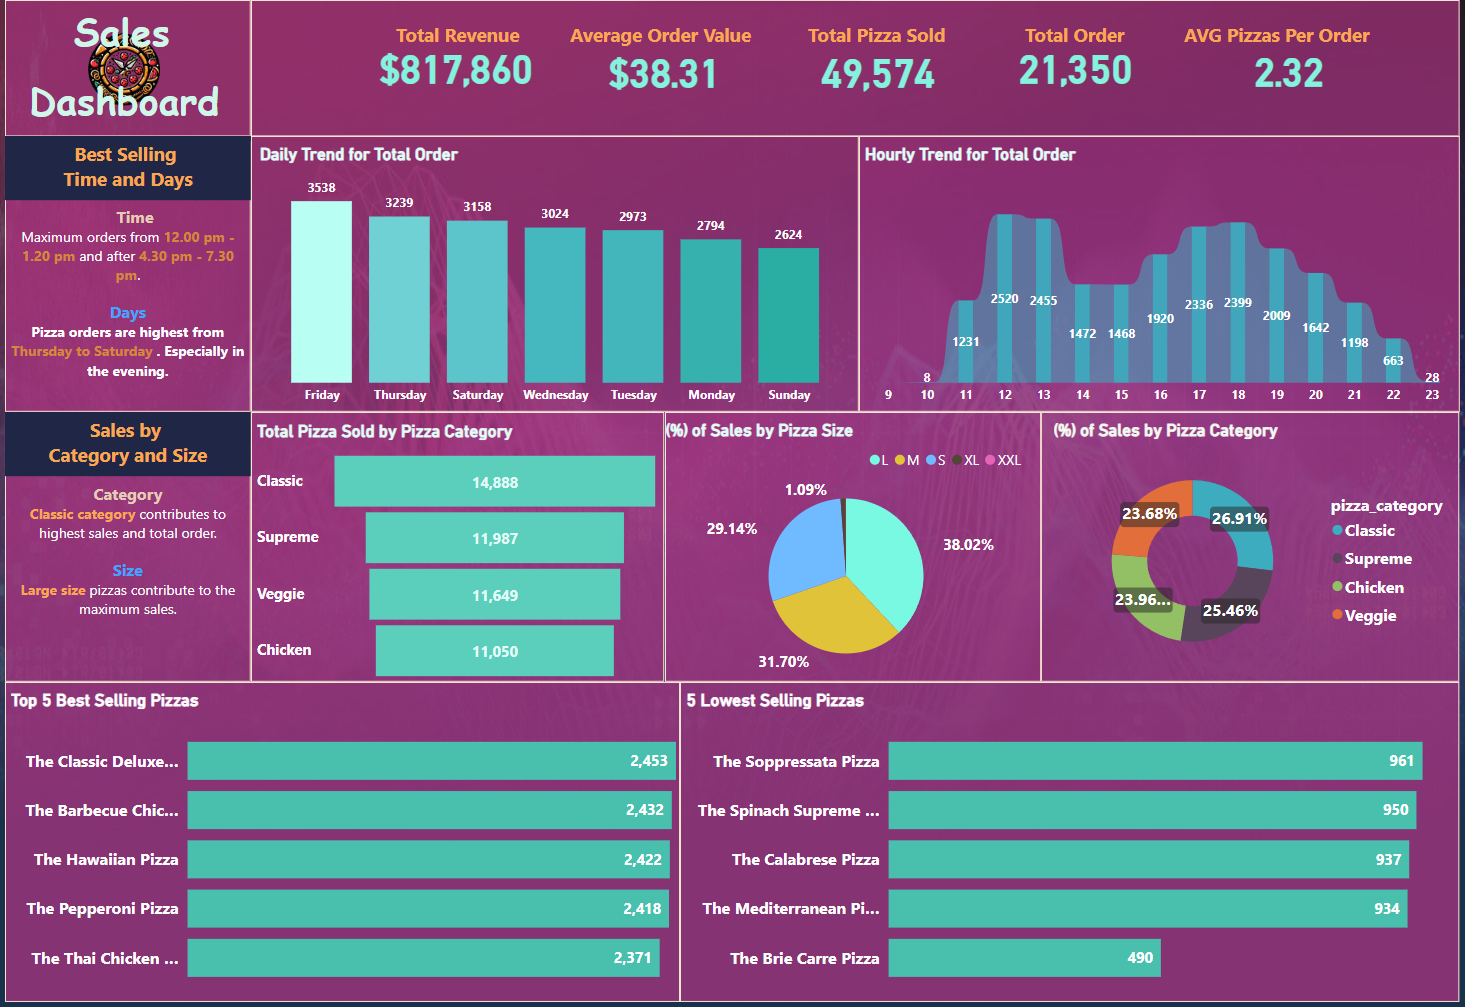 Sales
Dashboard
Total Revenue
$817,860
Average Order Value
$38.31
Total Pizza Sold
49,574
Total Order
21,350
AVG Pizzas Per Order
2.32
Best Selling
Time and Days
Time
Maximum orders from 12.00 pm -
1.20 pm and after 4.30 pm - 7.30
pm.
Days
Pizza orders are highest from
Thursday to Saturday . Especially in
the evening.
Daily Trend for Total Order
3538
3239
3158
3024
2973
2794
2624
Friday
Thursday
Saturday
Wednesday
Tuesday
Monday
Sunday
Hourly Trend for Total Order
8
1231
2520
2455
1472
1468
1920
2336
2399
2009
1642
1198
663
28
9
10
11
12
13
14
15
16
17
18
19
20
21
22
23
Sales by
Category and Size
Category
Classic category contributes to
highest sales and total order.
Size
Large size pizzas contribute to the
maximum sales.
Total Pizza Sold by Pizza Category
Classic
14,888
Supreme
11,987
Veggie
11,649
Chicken
11,050
(%) of Sales by Pizza Size
L M S XL XXL
1.09%
29.14%
38.02%
31.70%
(%) of Sales by Pizza Category
23.68%
26.91%
23.96...
25.46%
pizza_category
Classic
Supreme
Chicken
Veggie
Top 5 Best Selling Pizzas
The Classic Deluxe...
2,453
The Barbecue Chic...
2,432
The Hawaiian Pizza
2,422
The Pepperoni Pizza
2,418
The Thai Chicken ...
2,371
5 Lowest Selling Pizzas
The Soppressata Pizza
961
The Spinach Supreme ...
950
The Calabrese Pizza
937
The Mediterranean Pi...
934
The Brie Carre Pizza
490